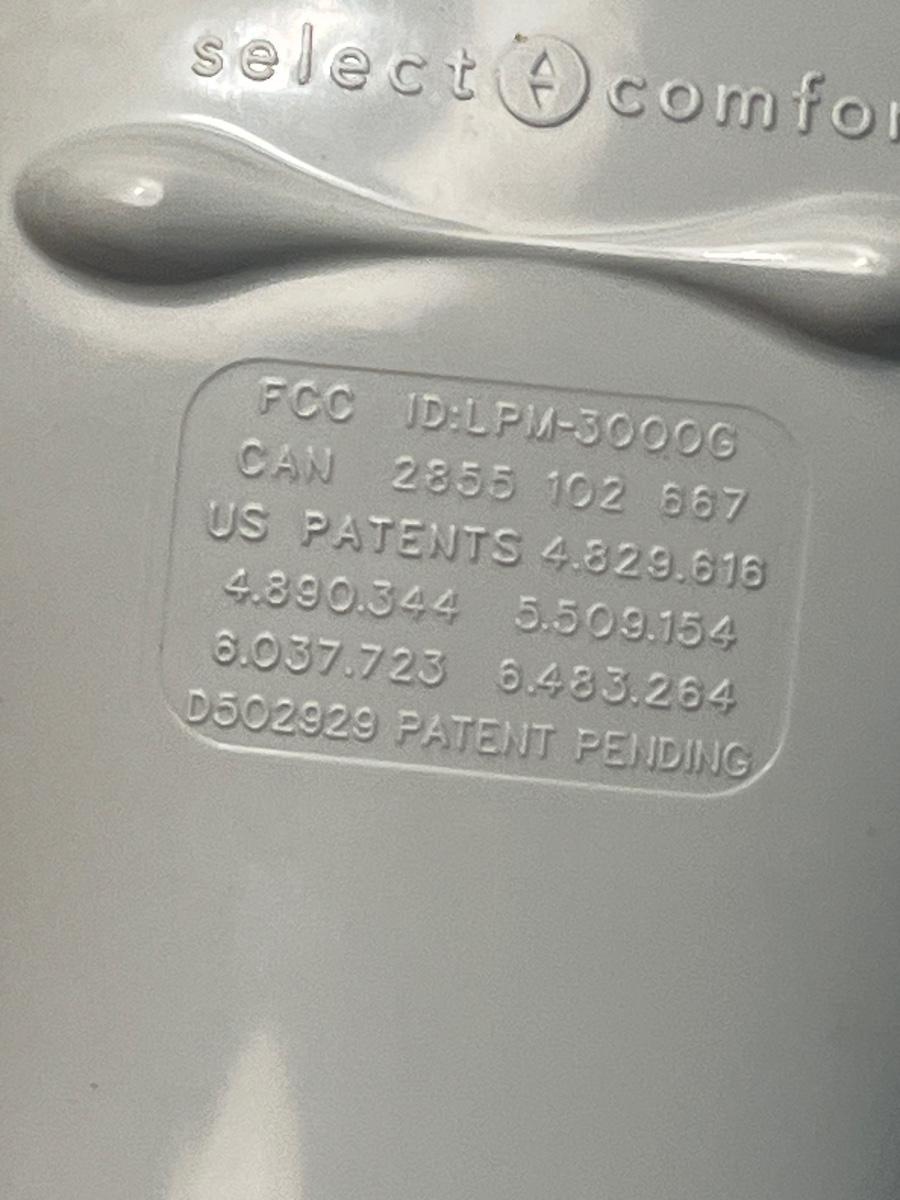 select comfor
FCC ID:LPM-3000G
CAN 2855 102 667
US PATENTS 4.829.616
4.890.344 5.509.154
6.037.723 6.483.264
D502929 PATENT PENDING